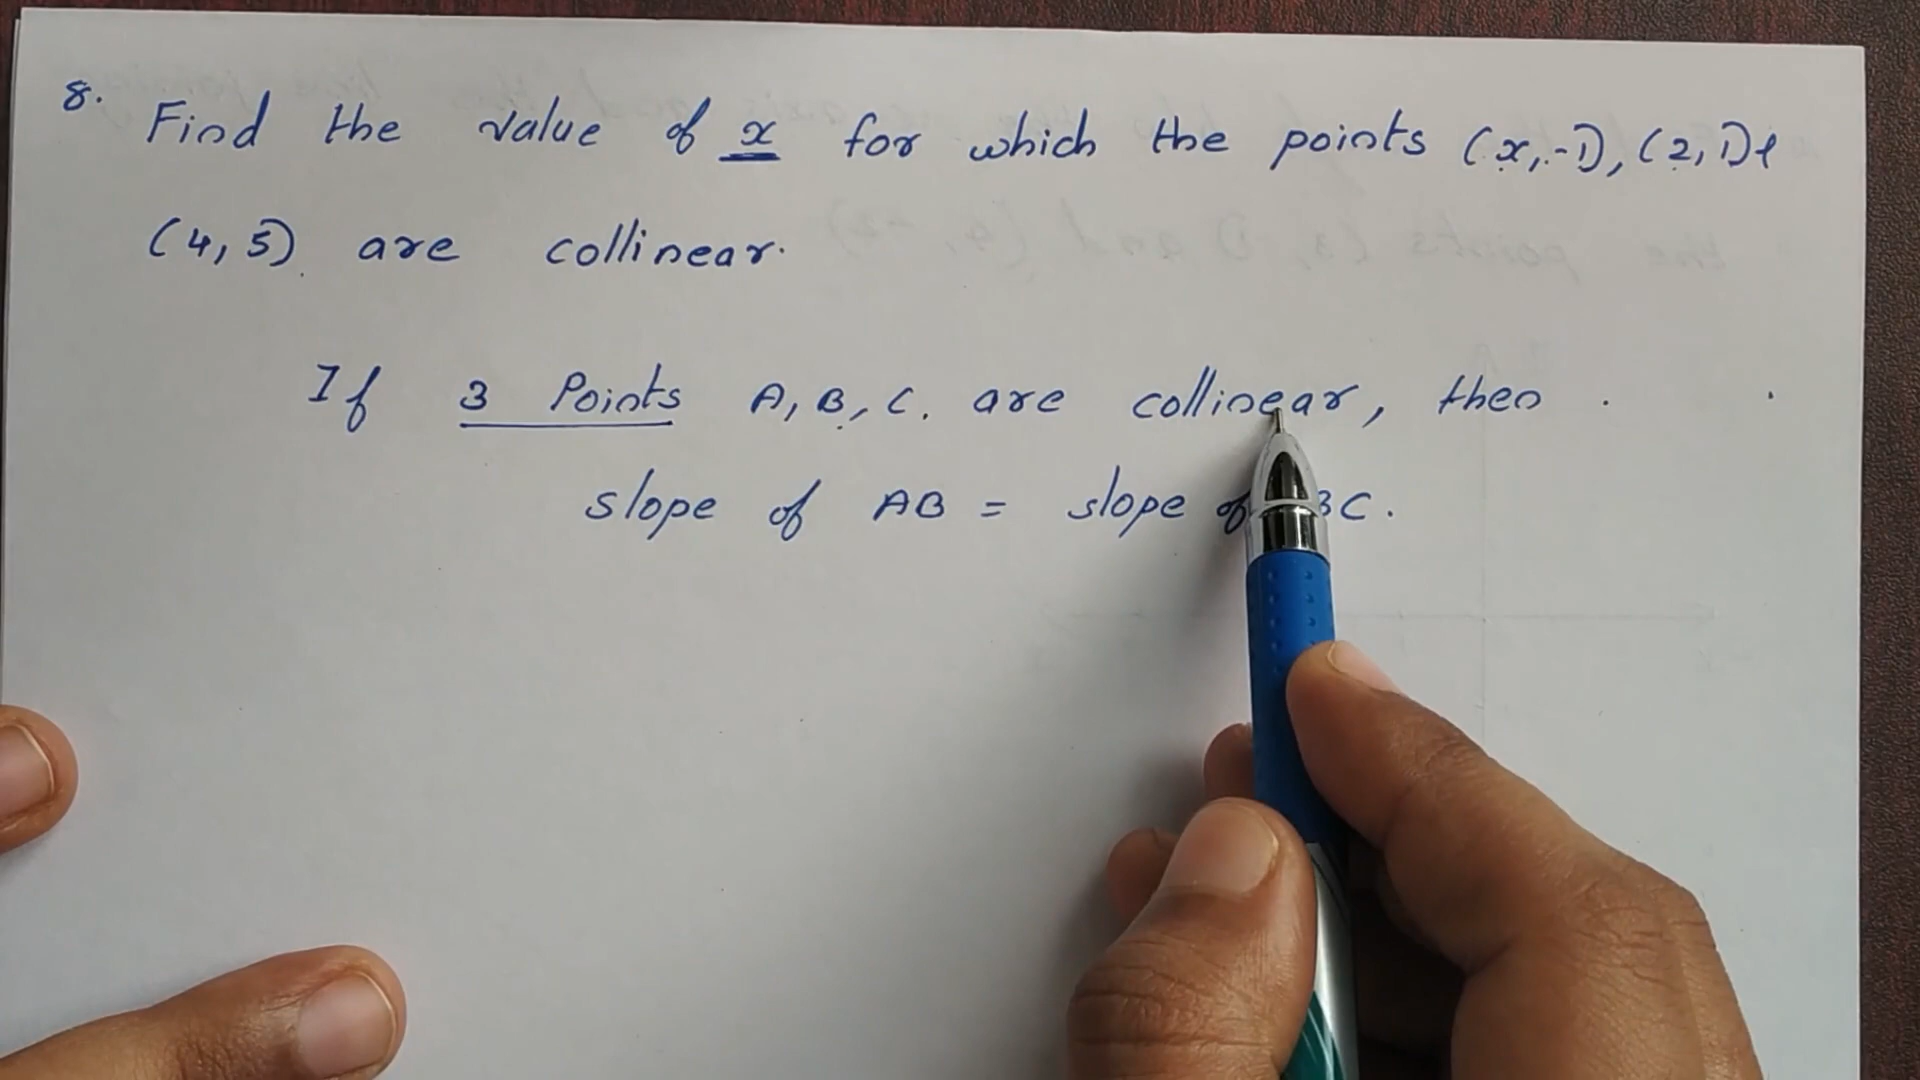 8. Find the value of x for which the points (x,-1), (2,1) &
(4,5) are collinear.
If 3 Points A, B, C. are collinear, then
slope of AB = slope of BC.